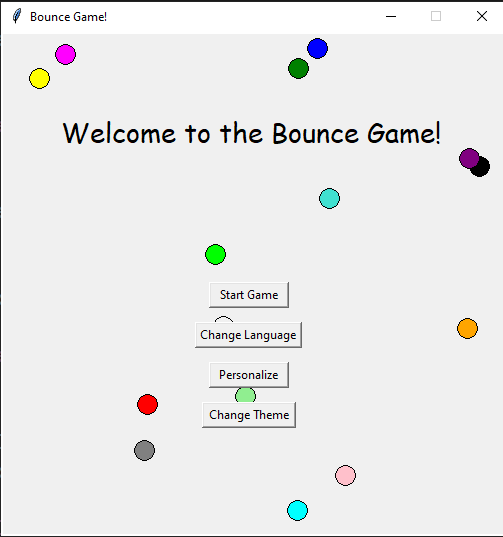 Bounce Game!
Welcome to the Bounce Game!
Start Game
Change Language
Personalize
Change Theme